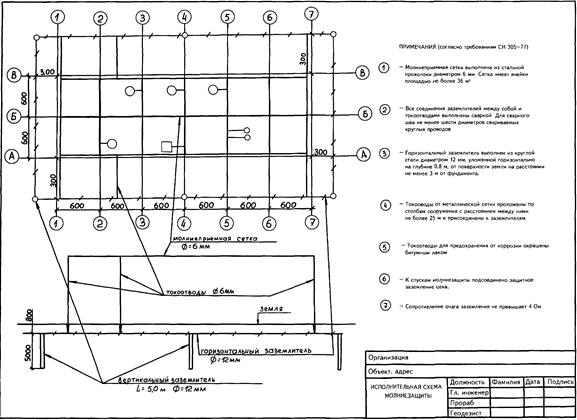 1 2 3 4 5 6 7
В
Б
А
300
600
600
300
300
300
В
Б
А
600 600 600 600 600 600
1 2 3 4 5 6 7
молниеприемная сетка
Ф=6мм
токоотводы Ф6мм
земля
800
5000
горизонтальный заземлитель
Ф=12мм
вертикальный заземлитель
L=5,0м Ф=12мм
ПРИМЕЧАНИЯ (согласно требованиям СН 305-77)
1 – Молниеприемная сетка выполнена из стальной
проволоки диаметром 6 мм Сетка имеет ячейки
площадью не более 36 м²
2 – Все соединения заземлителей между собой и
токоотводами выполнены сваркой Для сварного
шва не менее шести диаметров свариваемых
круглых проводов
3 – Горизонтальный заземлитель выполнен из круглой
стали диаметром 12 мм, уложенной горизонтально
на глубине 0,8 м, от поверхности земли на расстоянии
не менее 3 м от фундамента.
4 – Тоководы от металлической сетки проложены по
столбам сооружения с расстоянием между ними
не более 25 м и присоединены к заземлителям.
5 – Токоотводы для предохранения от коррозии окрашены
битумным лаком
6 – К спускам молниезащиты подсоединено защитное
заземление цеха.
7 – Сопротивление очага заземления не превышает 4 Ом
Организация
Объект. адрес
ИСПОЛНИТЕЛЬНАЯ СХЕМА
МОЛНИЕЗАЩИТЫ
Должность Фамилия Дата Подпись
Гл. инженер
Прораб
Геодезист